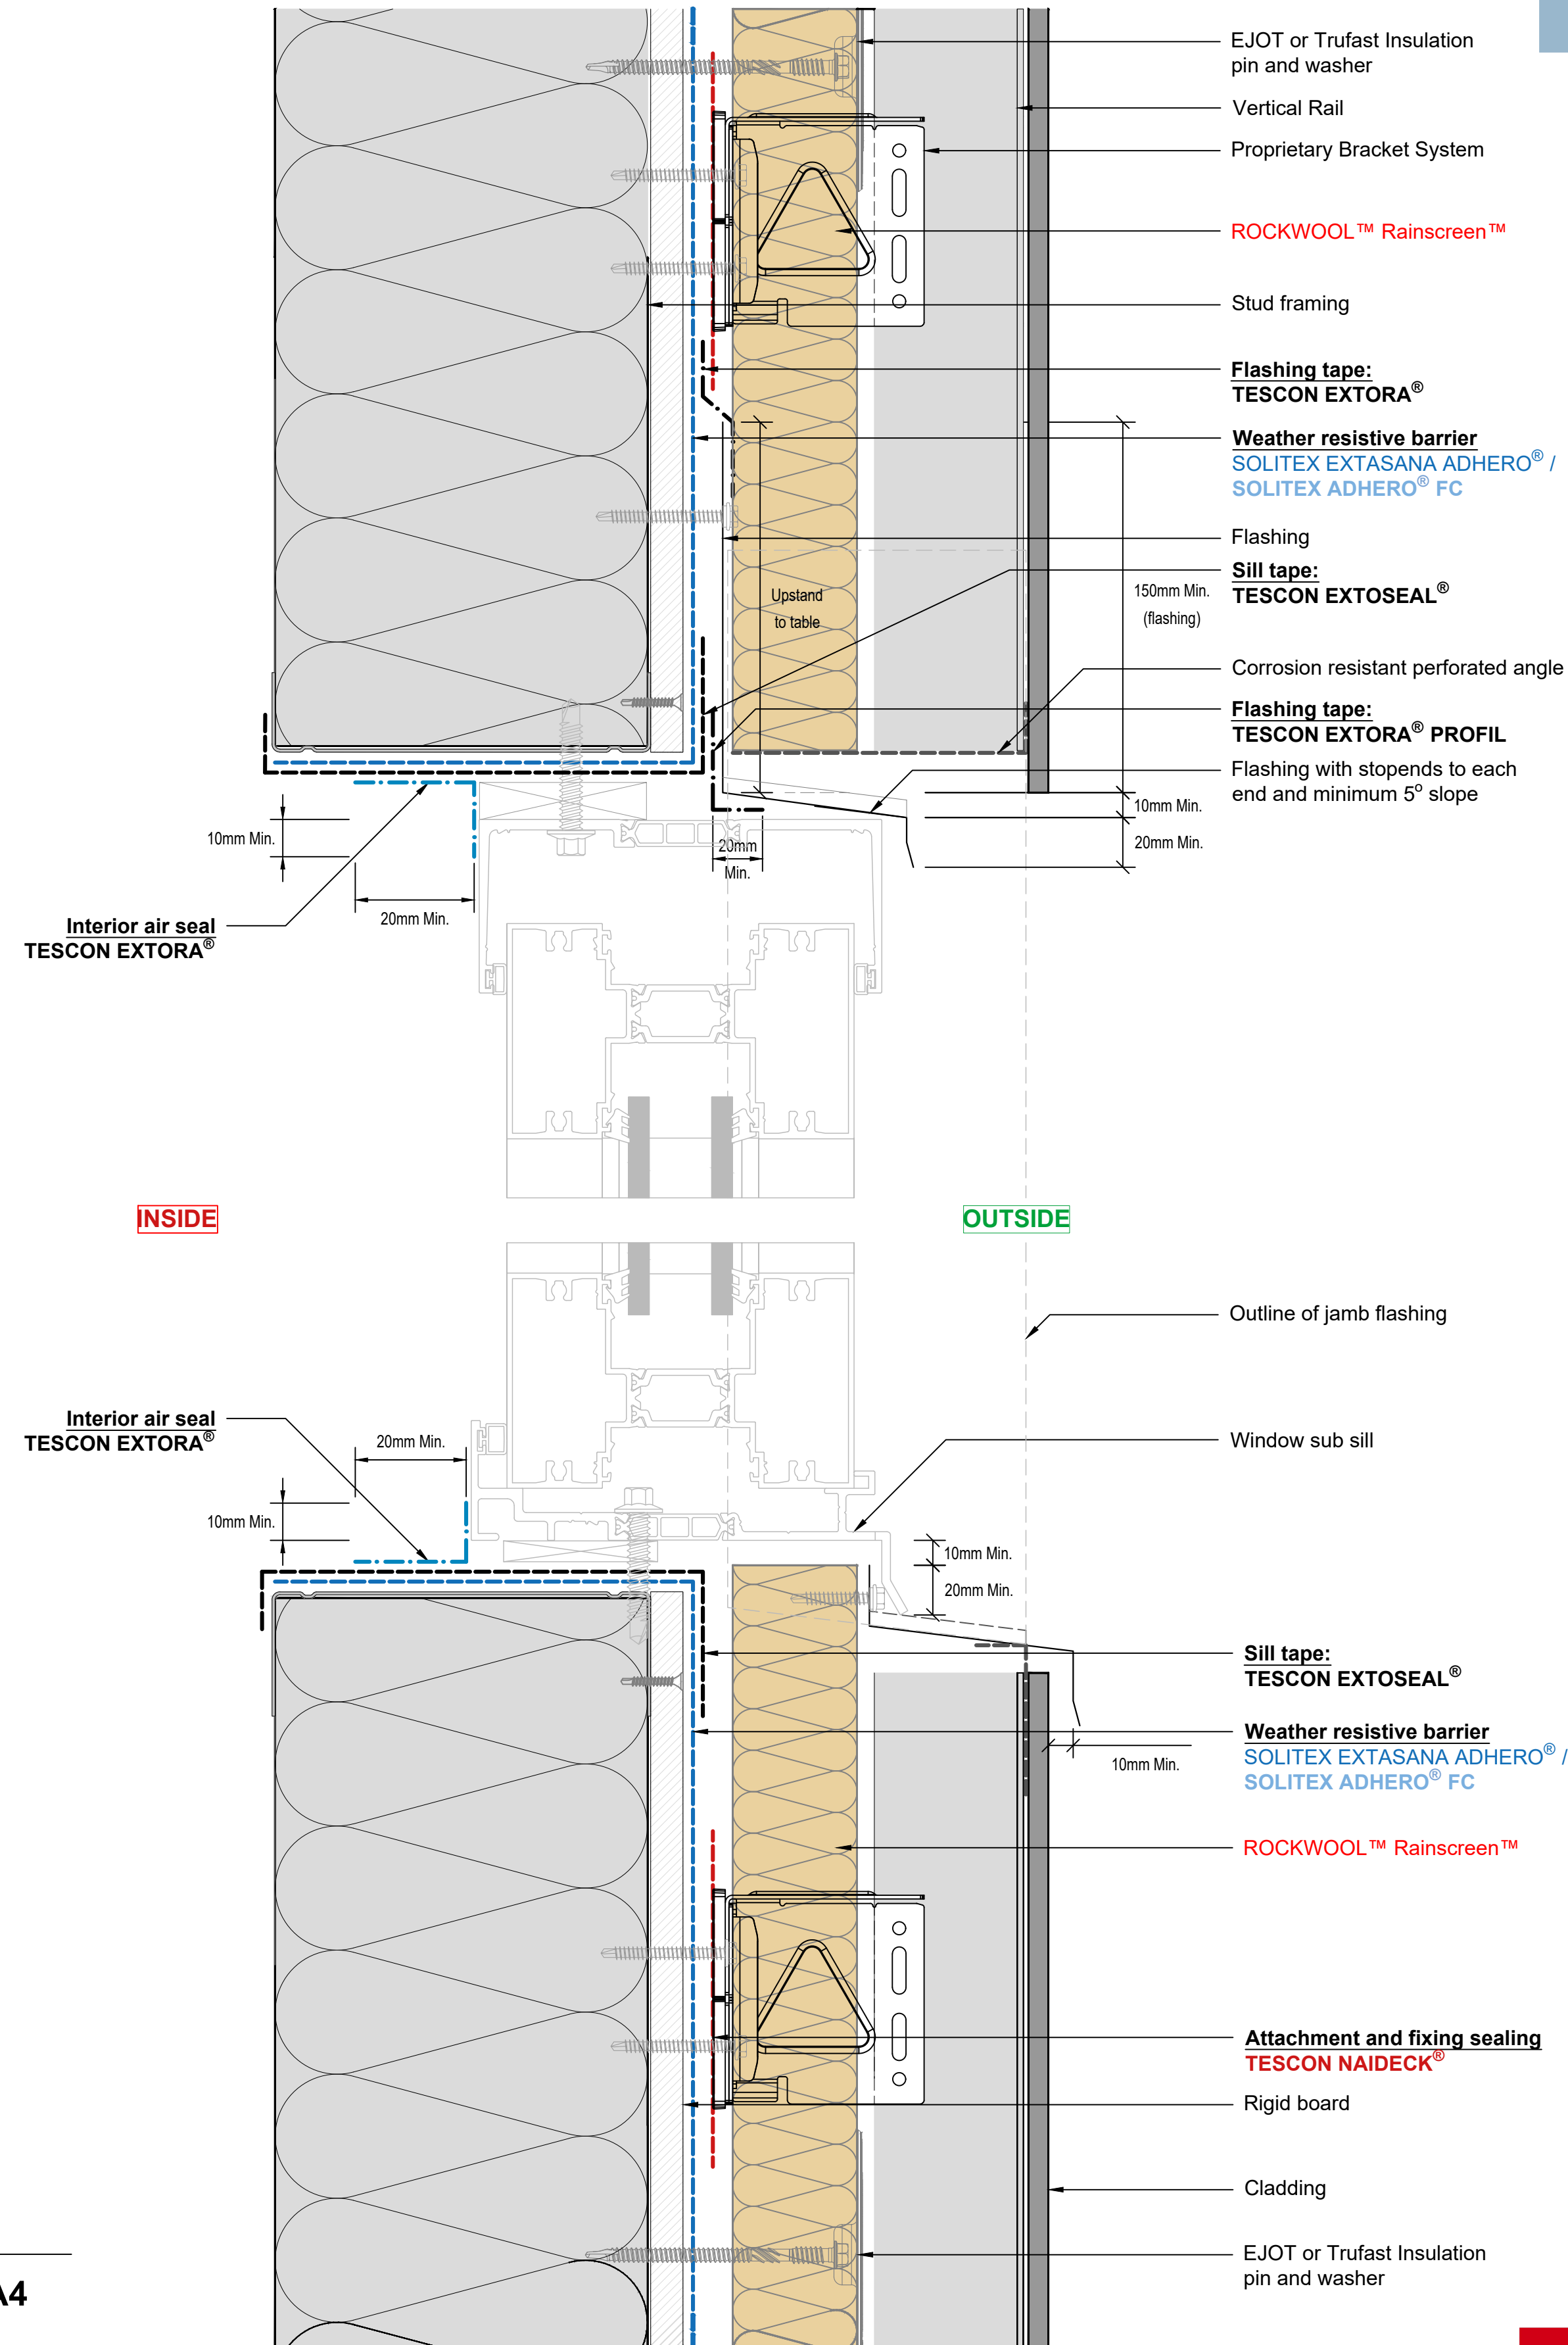 EJOT or Trufast Insulation
pin and washer
Vertical Rail
Proprietary Bracket System
ROCKWOOL™ Rainscreen™
Stud framing
Flashing tape:
TESCON EXTORA®
Weather resistive barrier
SOLITEX EXTASANA ADHERO® /
SOLITEX ADHERO® FC
Flashing
Sill tape:
TESCON EXTOSEAL®
Upstand
to table
150mm Min.
(flashing)
Corrosion resistant perforated angle
Flashing tape:
TESCON EXTORA® PROFIL
Flashing with stopends to each
end and minimum 5° slope
10mm Min.
20mm Min.
10mm Min.
20mm
Min.
20mm Min.
Interior air seal
TESCON EXTORA®
INSIDE
OUTSIDE
Outline of jamb flashing
Interior air seal
TESCON EXTORA®
20mm Min.
10mm Min.
Window sub sill
10mm Min.
20mm Min.
Sill tape:
TESCON EXTOSEAL®
Weather resistive barrier
SOLITEX EXTASANA ADHERO® /
SOLITEX ADHERO® FC
10mm Min.
ROCKWOOL™ Rainscreen™
Attachment and fixing sealing
TESCON NAIDECK®
Rigid board
Cladding
EJOT or Trufast Insulation
pin and washer
A4